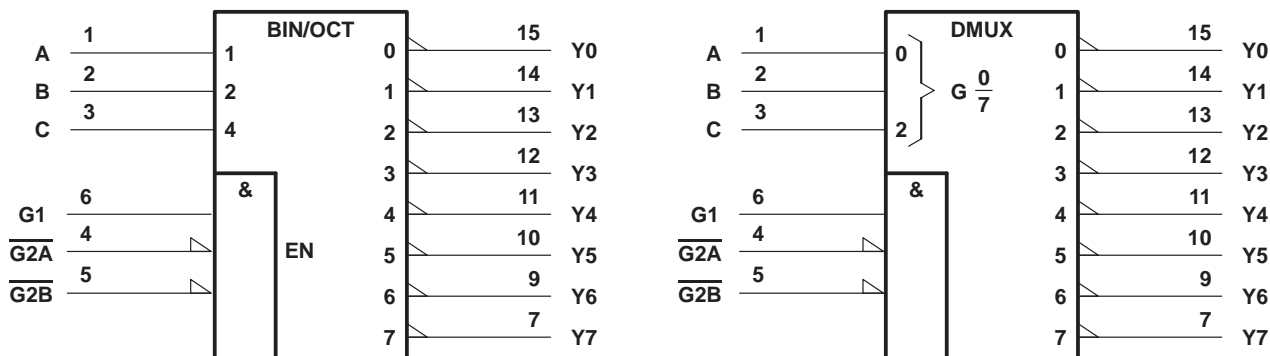 BIN/OCT
A 1 1 0 15 Y0
B 2 2 1 14 Y1
C 3 4 2 13 Y2
3 12 Y3
&
G1 6 4 11 Y4
G2A 4 EN 5 10 Y5
G2B 5 6 9 Y6
7 7 Y7
DMUX
A 1 0 0 15 Y0
B 2 G 0/7 1 14 Y1
C 3 2 2 13 Y2
3 12 Y3
&
G1 6 4 11 Y4
G2A 4 5 10 Y5
G2B 5 6 9 Y6
7 7 Y7